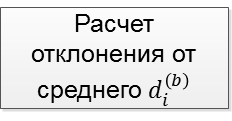 Расчет
отклонения от
среднего $d_i^{(b)}$